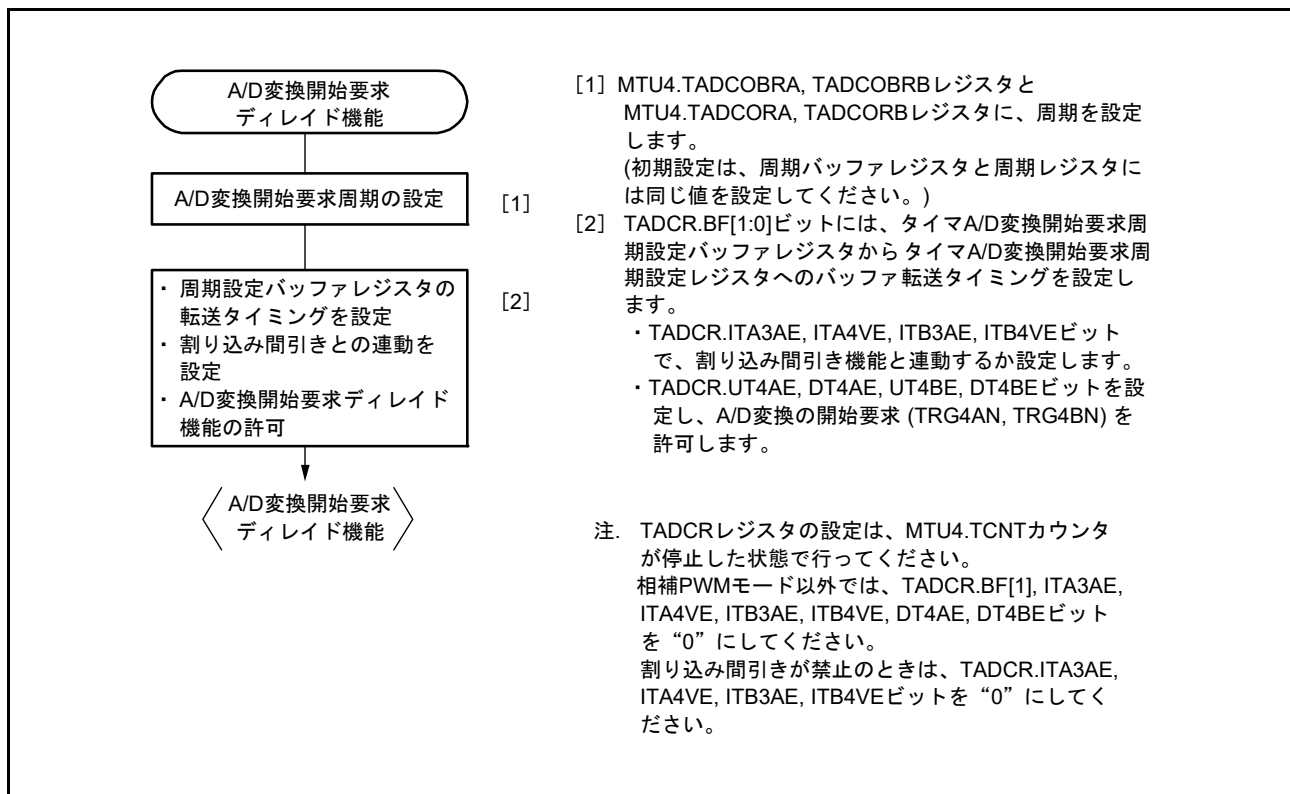 A/D変換開始要求
ディレイド機能
A/D変換開始要求周期の設定
[1]
・ 周期設定バッファレジスタの
転送タイミングを設定
・ 割り込み間引きとの連動を
設定
・ A/D変換開始要求ディレイド
機能の許可
[2]
A/D変換開始要求
ディレイド機能
[1] MTU4.TADCOBRA, TADCOBRBレジスタと
MTU4.TADCORA, TADCORBレジスタに、周期を設定
します。
(初期設定は、周期バッファレジスタと周期レジスタに
は同じ値を設定してください。)
[2] TADCR.BF[1:0]ビットには、タイマA/D変換開始要求周
期設定バッファレジスタから タイマA/D変換開始要求周
期設定レジスタへのバッファ 転送タイミングを設定し
ます。
・TADCR.ITA3AE, ITA4VE, ITB3AE, ITB4VEビット
で、割り込み間引き機能と連動するか設定します。
・TADCR.UT4AE, DT4AE, UT4BE, DT4BEビットを設
定し、A/D変換の開始要求 (TRG4AN, TRG4BN) を
許可します。
注. TADCRレジスタの設定は、MTU4.TCNTカウンタ
が停止した状態で行ってください。
相補PWMモード以外では、TADCR.BF[1], ITA3AE,
ITA4VE, ITB3AE, ITB4VE, DT4AE, DT4BEビット
を“0”にしてください。
割り込み間引きが禁止のときは、TADCR.ITA3AE,
ITA4VE, ITB3AE, ITB4VEビットを“0”にしてく
ださい。